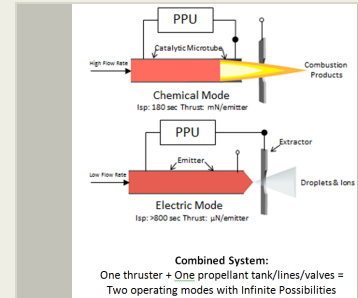 PPU
Catalytic Microtube
High Flow Rate
Combustion
Products
Chemical Mode
Isp: 180 sec Thrust: mN/emitter
PPU
Extractor
Emitter
Low Flow Rate
Droplets & Ions
Electric Mode
Isp: >800 sec Thrust: µN/emitter
Combined System:
One thruster + One propellant tank/lines/valves =
Two operating modes with Infinite Possibilities